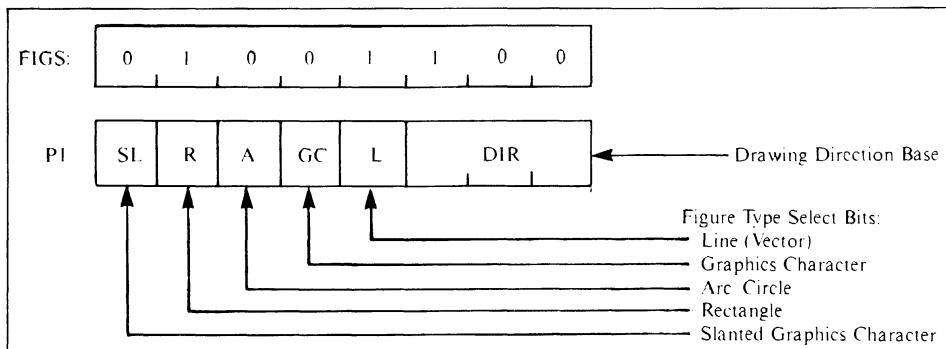 FIGS: 0 1 0 0 1 1 0 0
P1 SL R A GC L DIR Drawing Direction Base
Figure Type Select Bits:
Line (Vector)
Graphics Character
Arc Circle
Rectangle
Slanted Graphics Character